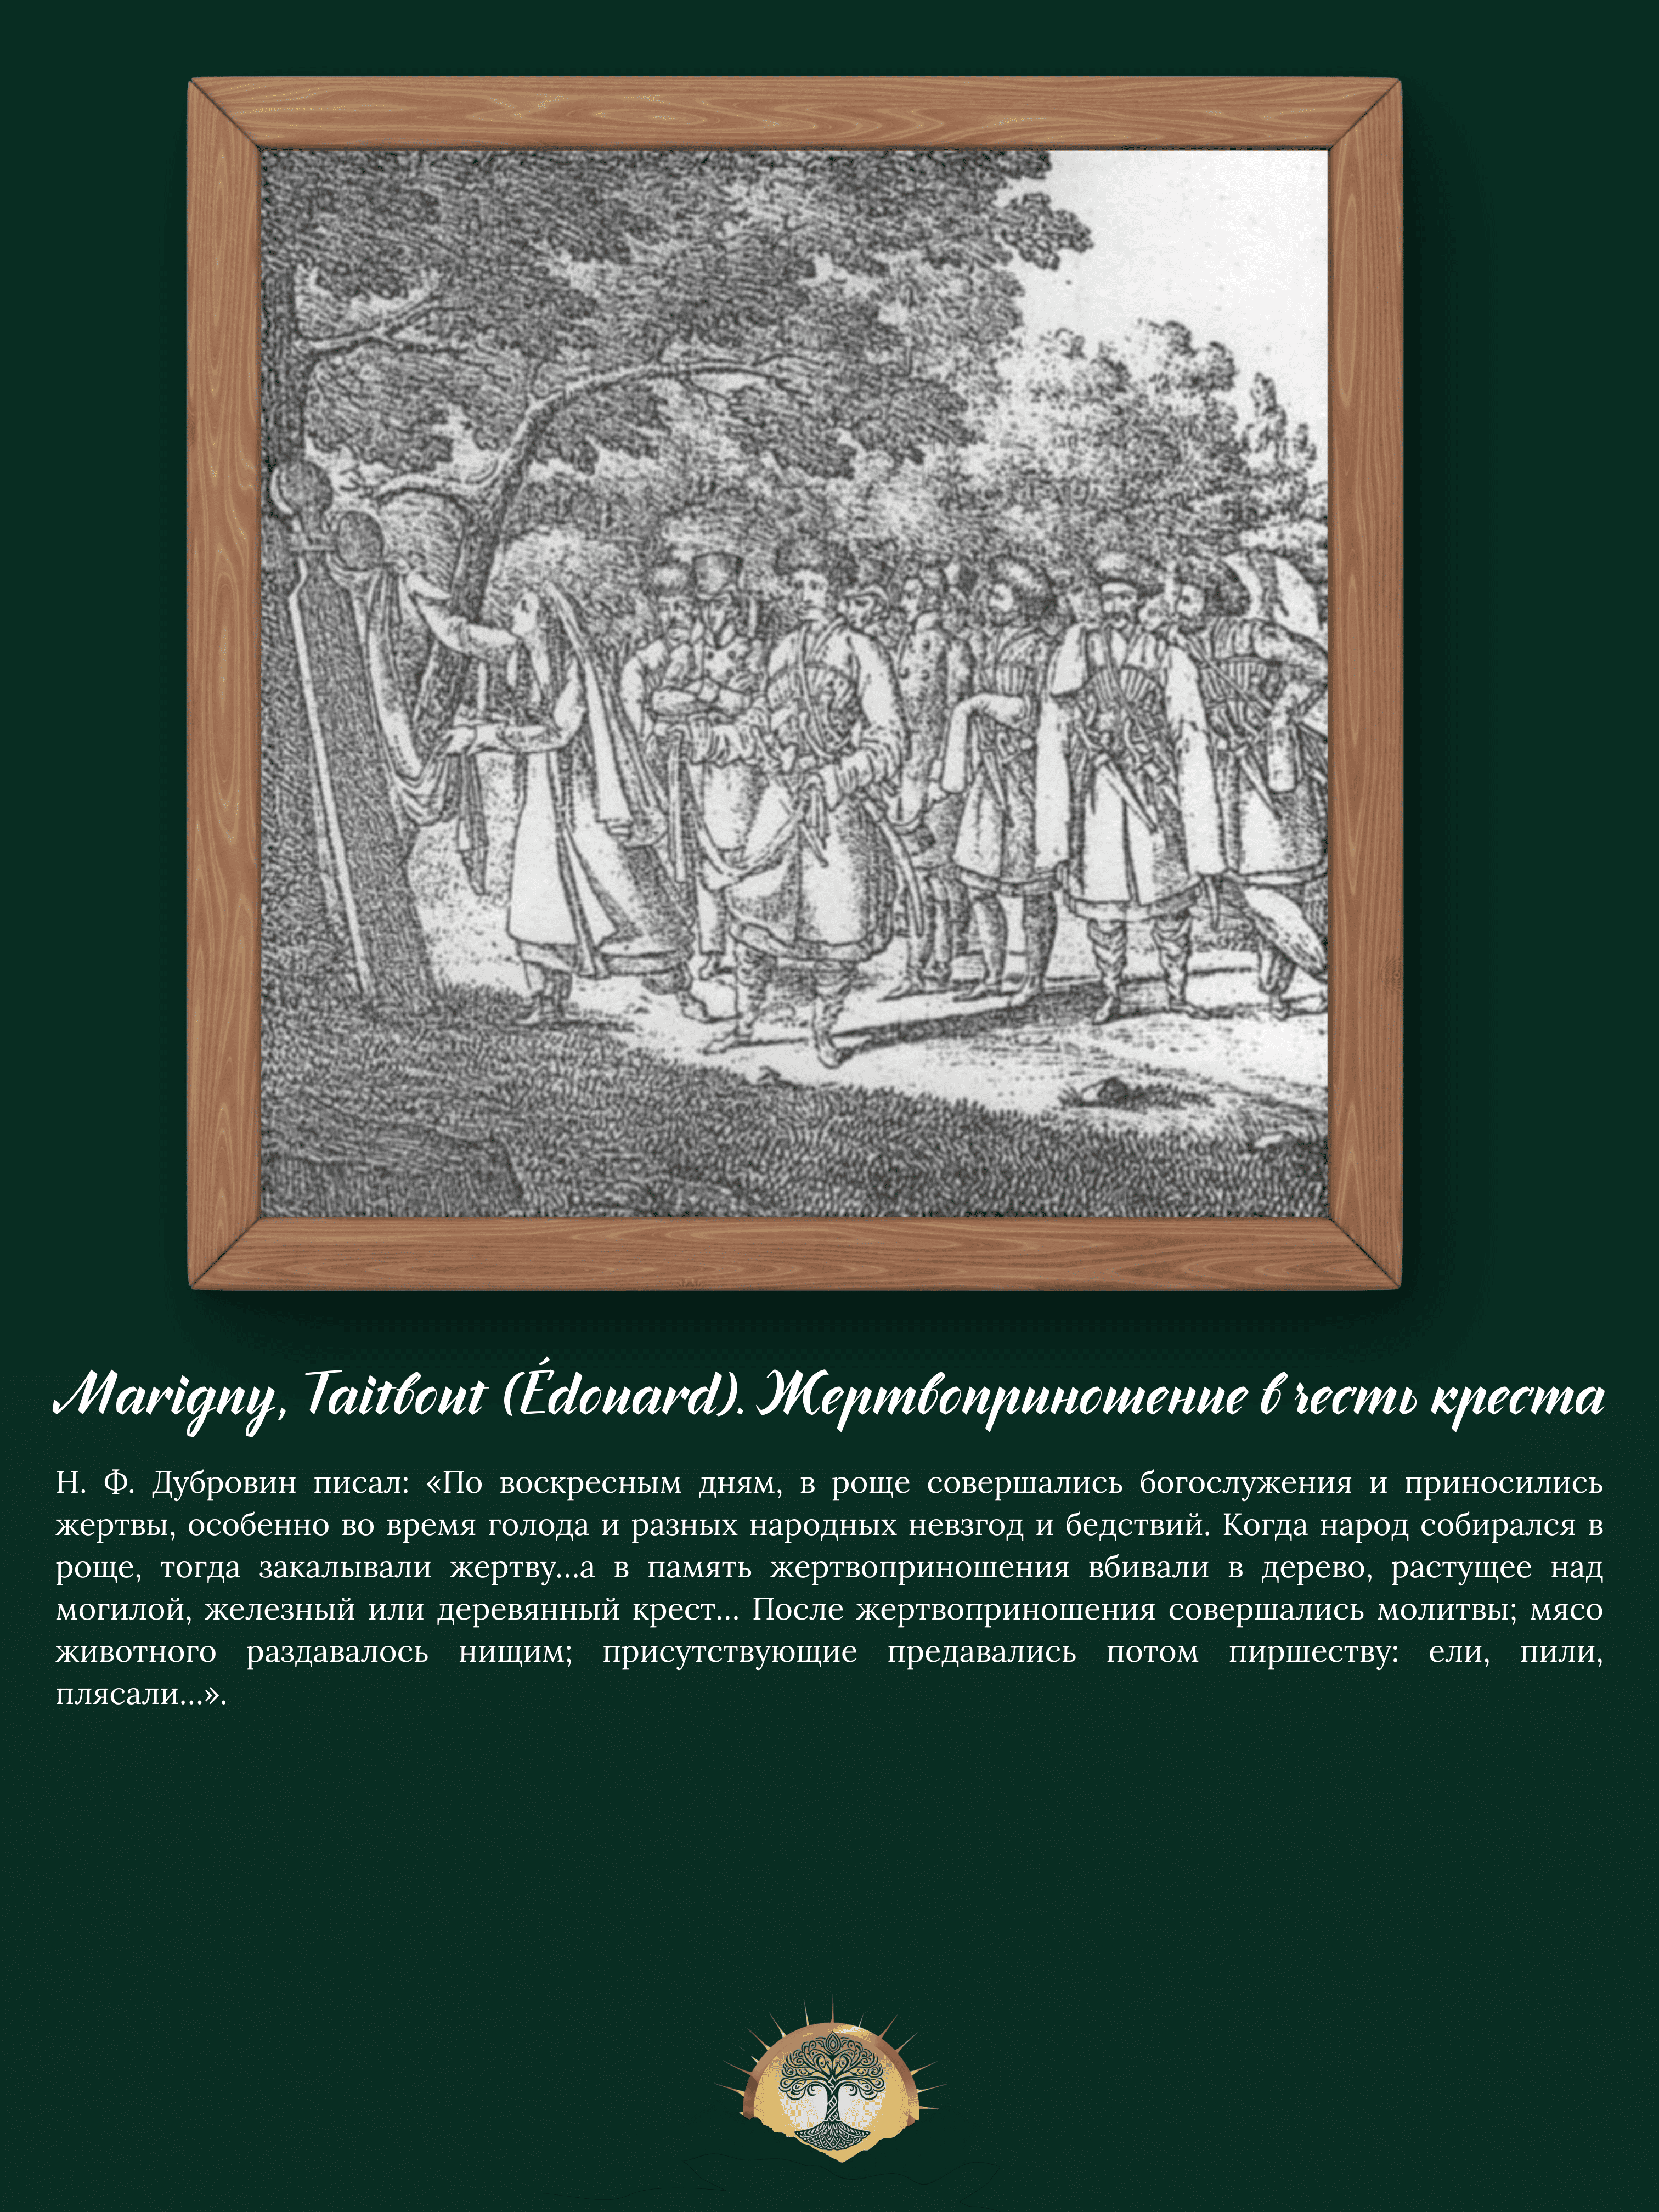 Marigny, Taitbout (Édouard). Жертвоприношение в честь креста
Н. Ф. Дубровин писал: «По воскресным дням, в роще совершались богослужения и приносились
жертвы, особенно во время голода и разных народных невзгод и бедствий. Когда народ собирался в
роще, тогда закалывали жертву...а в память жертвоприношения вбивали в дерево, растущее над
могилой, железный или деревянный крест... После жертвоприношения совершались молитвы; мясо
животного раздавалось нищим; присутствующие предавались потом пиршеству: ели, пили,
плясали...».